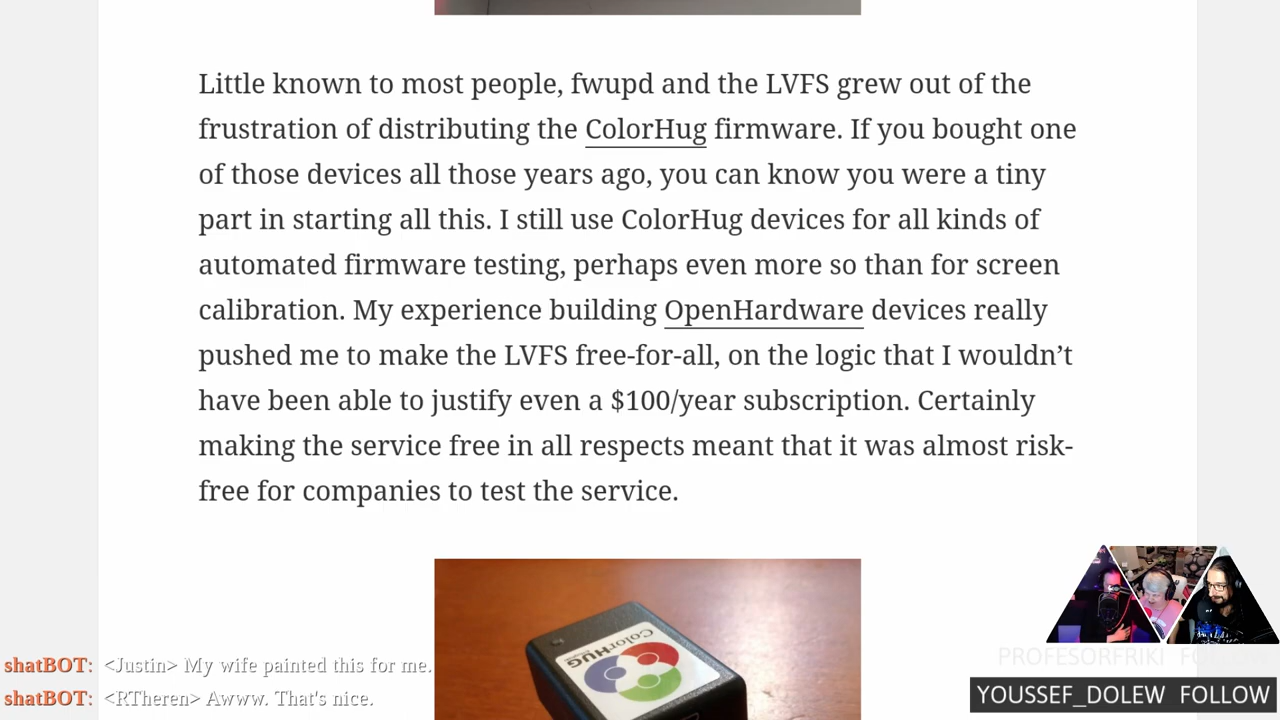 Little known to most people, fwupd and the LVFS grew out of the
frustration of distributing the ColorHug firmware. If you bought one
of those devices all those years ago, you can know you were a tiny
part in starting all this. I still use ColorHug devices for all kinds of
automated firmware testing, perhaps even more so than for screen
calibration. My experience building OpenHardware devices really
pushed me to make the LVFS free-for-all, on the logic that I wouldn’t
have been able to justify even a $100/year subscription. Certainly
making the service free in all respects meant that it was almost risk-
free for companies to test the service.
ColorHUG
shatBOT: <Justin> My wife painted this for me.
shatBOT: <RTheren> Awww. That's nice.
PROFESORFRIKI FOLLOW
YOUSSEF_DOLEW FOLLOW